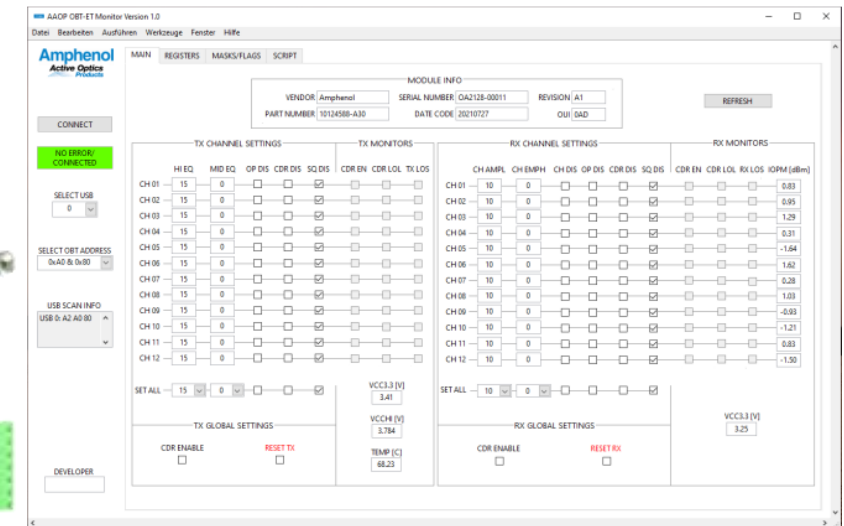 AAOP OBT-ET Monitor Version 1.0
Datei Bearbeiten Ausführen Werkzeuge Fenster Hilfe
Amphenol
Active Optics
Products
MAIN REGISTERS MASKS/FLAGS SCRIPT
MODULE INFO
VENDOR Amphenol SERIAL NUMBER OA2128-00011 REVISION A1
PART NUMBER 10124588-A30 DATE CODE 20210727 OUI 0AD
REFRESH
CONNECT
NO ERROR/
CONNECTED
SELECT USB
0
SELECT OBT ADDRESS
0xA0 & 0x80
USB SCAN INFO
USB 0: A2 A0 80
DEVELOPER
TX CHANNEL SETTINGS TX MONITORS
HI EQ MID EQ OP DIS CDR DIS SQ DIS CDR EN CDR LOL TX LOS
CH 01 15 0
CH 02 15 0
CH 03 15 0
CH 04 15 0
CH 05 15 0
CH 06 15 0
CH 07 15 0
CH 08 15 0
CH 09 15 0
CH 10 15 0
CH 11 15 0
CH 12 15 0
SET ALL 15 0
VCC3.3 [V]
3.41
VCCHI [V]
3.784
TEMP [C]
68.23
TX GLOBAL SETTINGS
CDR ENABLE RESET TX
RX CHANNEL SETTINGS RX MONITORS
CH AMPL CH EMPH CH DIS OP DIS CDR DIS SQ DIS CDR EN CDR LOL RX LOS IOPM [dBm]
CH 01 10 0 0.83
CH 02 10 0 0.95
CH 03 10 0 1.29
CH 04 10 0 0.31
CH 05 10 0 -1.64
CH 06 10 0 1.62
CH 07 10 0 0.28
CH 08 10 0 1.03
CH 09 10 0 -0.93
CH 10 10 0 -1.21
CH 11 10 0 0.83
CH 12 10 0 -1.50
SET ALL 10 0
VCC3.3 [V]
3.25
RX GLOBAL SETTINGS
CDR ENABLE RESET RX